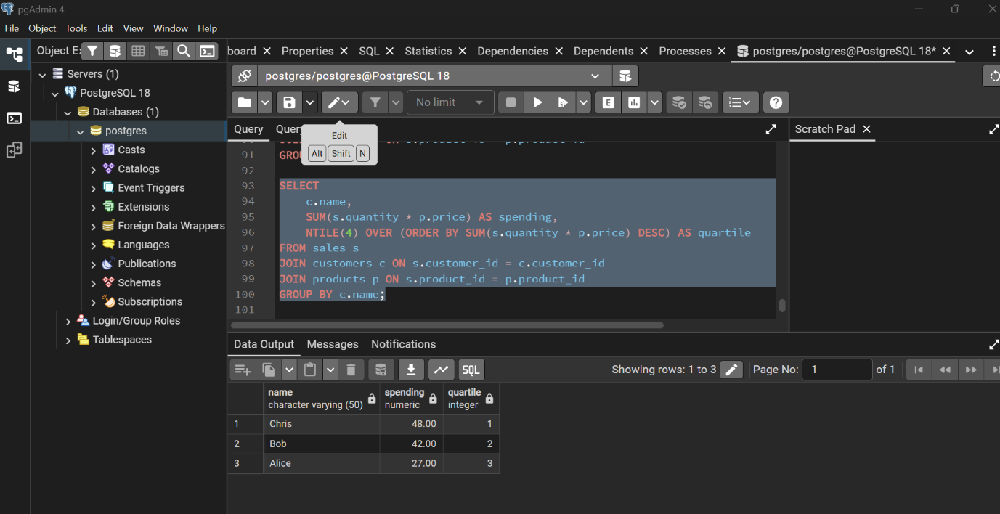 pgAdmin 4
File Object Tools Edit View Window Help
Object E
board Properties SQL Statistics Dependencies Dependents Processes postgres/postgres@PostgreSQL 18*
Servers (1)
PostgreSQL 18
Databases (1)
postgres
Casts
Catalogs
Event Triggers
Extensions
Foreign Data Wrappers
Languages
Publications
Schemas
Subscriptions
Login/Group Roles
Tablespaces
postgres/postgres@PostgreSQL 18
No limit
E
Query Query
Scratch Pad
Edit
Alt Shift N
91 GROU
92
93 SELECT
94 c.name,
95 SUM(s.quantity * p.price) AS spending,
96 NTILE(4) OVER (ORDER BY SUM(s.quantity * p.price) DESC) AS quartile
97 FROM sales s
98 JOIN customers c ON s.customer_id = c.customer_id
99 JOIN products p ON s.product_id = p.product_id
100 GROUP BY c.name;
101
Data Output Messages Notifications
SQL Showing rows: 1 to 3 Page No: 1 of 1
name spending quartile
character varying (50) numeric integer
1 Chris 48.00 1
2 Bob 42.00 2
3 Alice 27.00 3